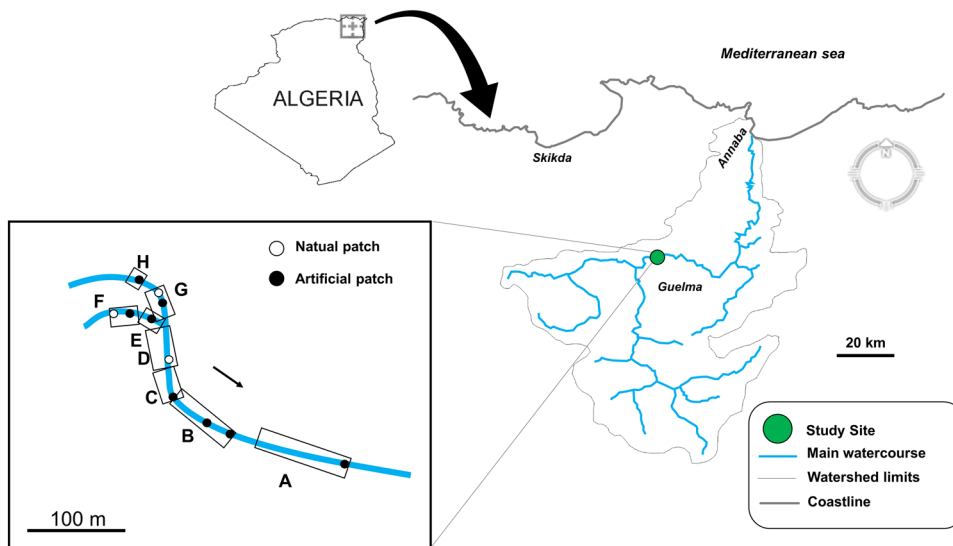 Mediterranean sea
ALGERIA
Skikda
Annaba
N
Natual patch
Artificial patch
H
G
F
E
D
C
B
A
100 m
Guelma
20 km
Study Site
Main watercourse
Watershed limits
Coastline